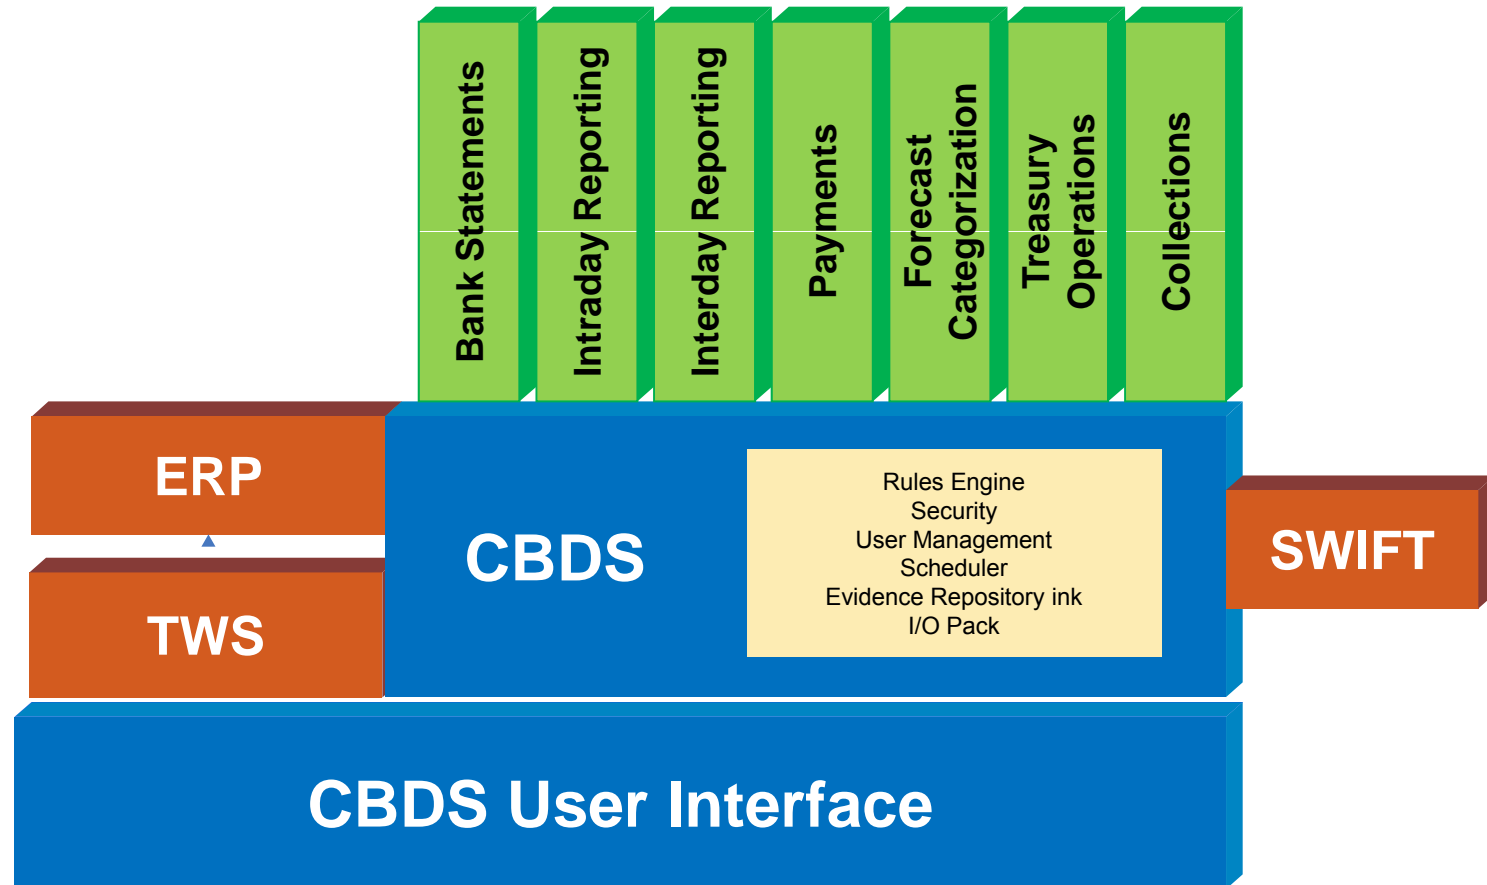 Bank Statements
Intraday Reporting
Interday Reporting
Payments
Forecast
Categorization
Treasury
Operations
Collections
ERP
TWS
CBDS
Rules Engine
Security
User Management
Scheduler
Evidence Repository ink
I/O Pack
SWIFT
CBDS User Interface